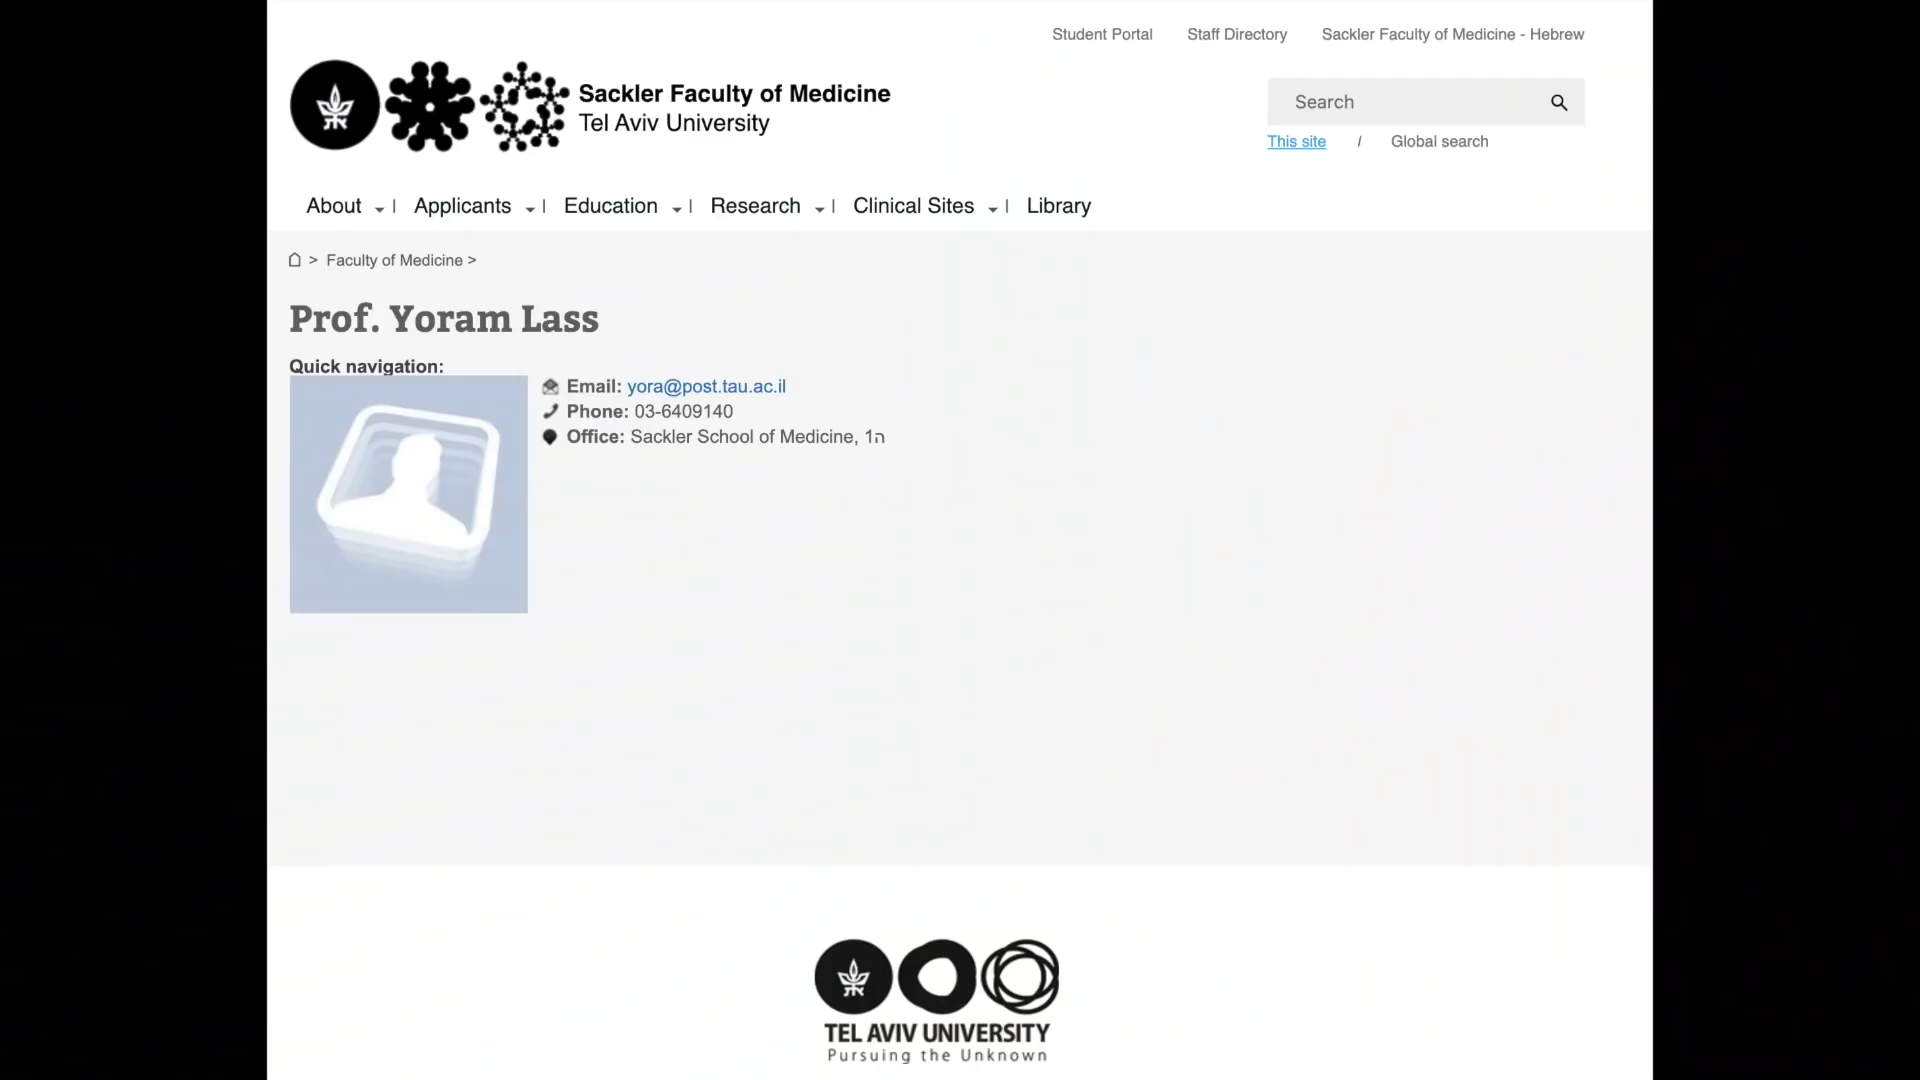 Student Portal Staff Directory Sackler Faculty of Medicine - Hebrew
Sackler Faculty of Medicine
Tel Aviv University
Search
This site / Global search
About | Applicants | Education | Research | Clinical Sites | Library
> Faculty of Medicine >
Prof. Yoram Lass
Quick navigation:
Email: yora@post.tau.ac.il
Phone: 03-6409140
Office: Sackler School of Medicine, 1ה
TEL AVIV UNIVERSITY
Pursuing the Unknown